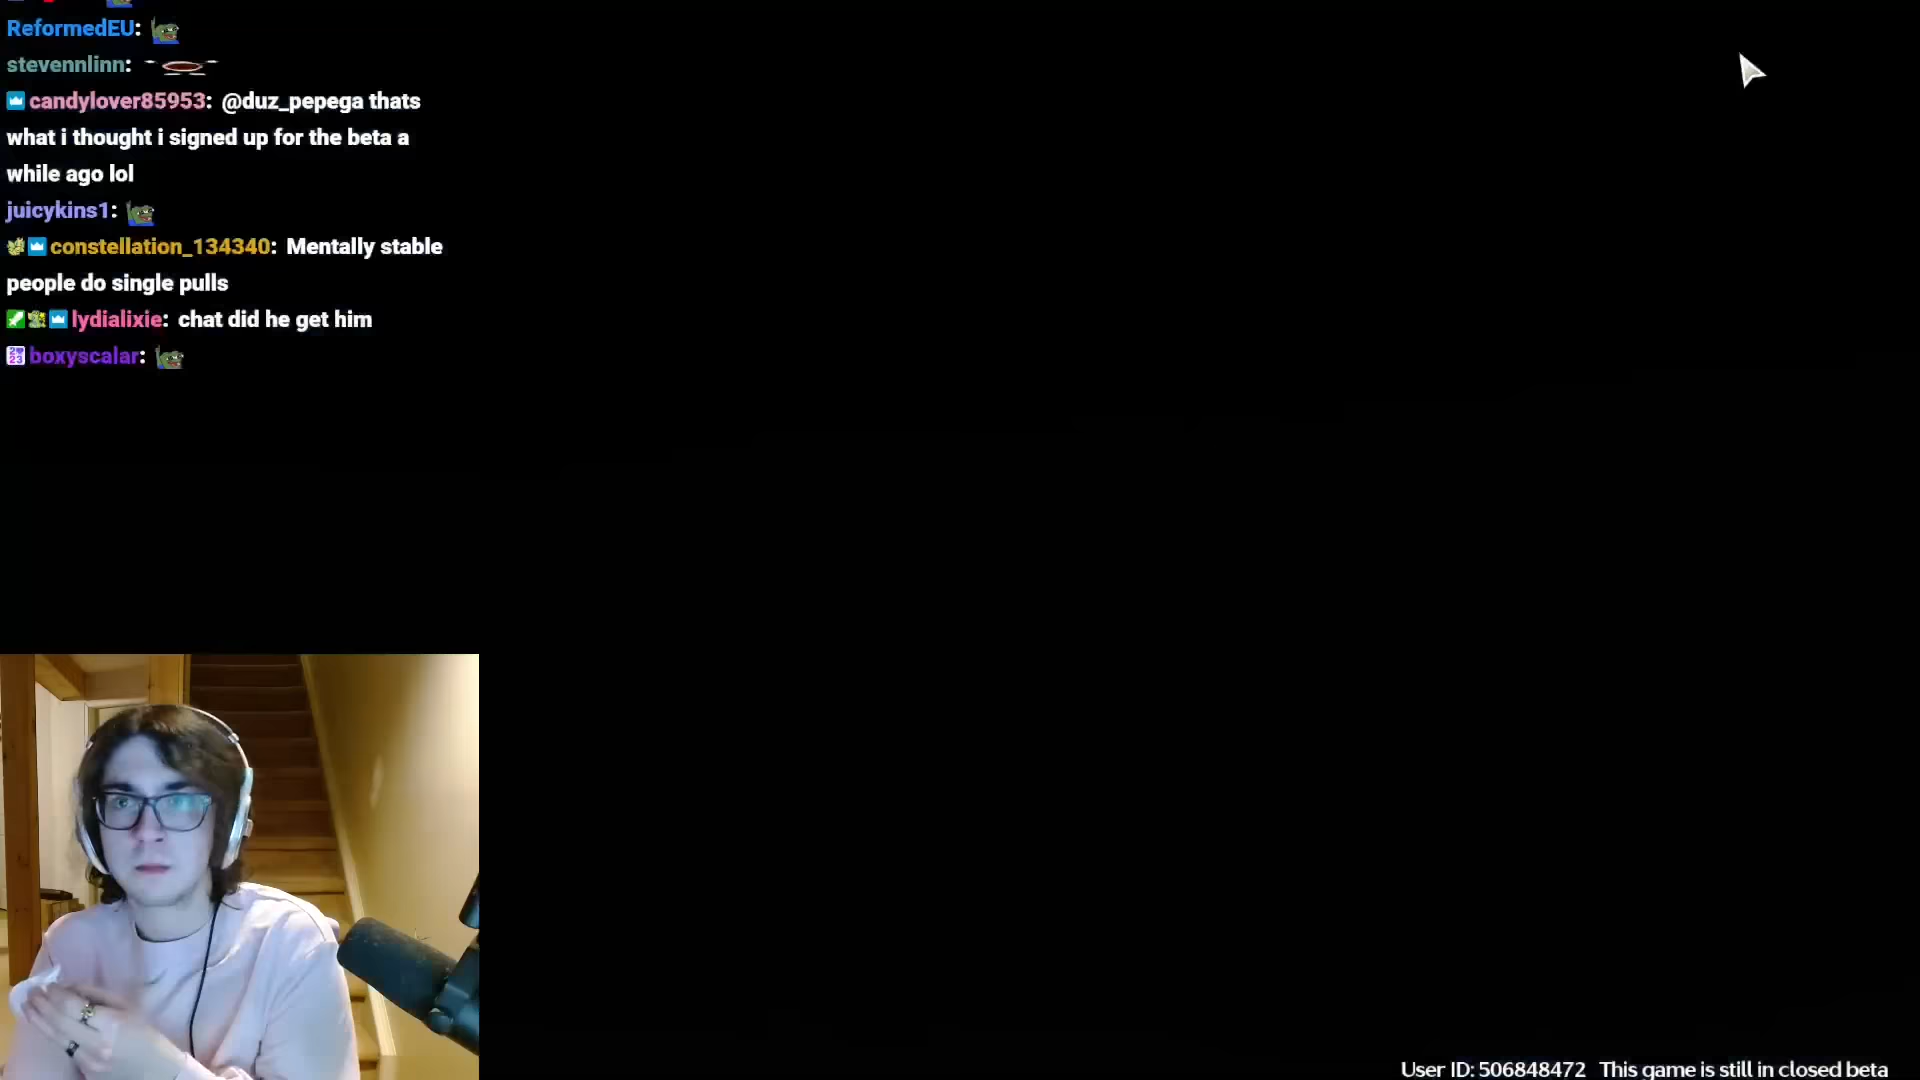 ReformedEU:
stevennlinn:
candylover85953: @duz_pepega thats
what i thought i signed up for the beta a
while ago lol
juicykins1:
constellation_134340: Mentally stable
people do single pulls
lydialixie: chat did he get him
boxyscalar:
User ID: 506848472 This game is still in closed beta